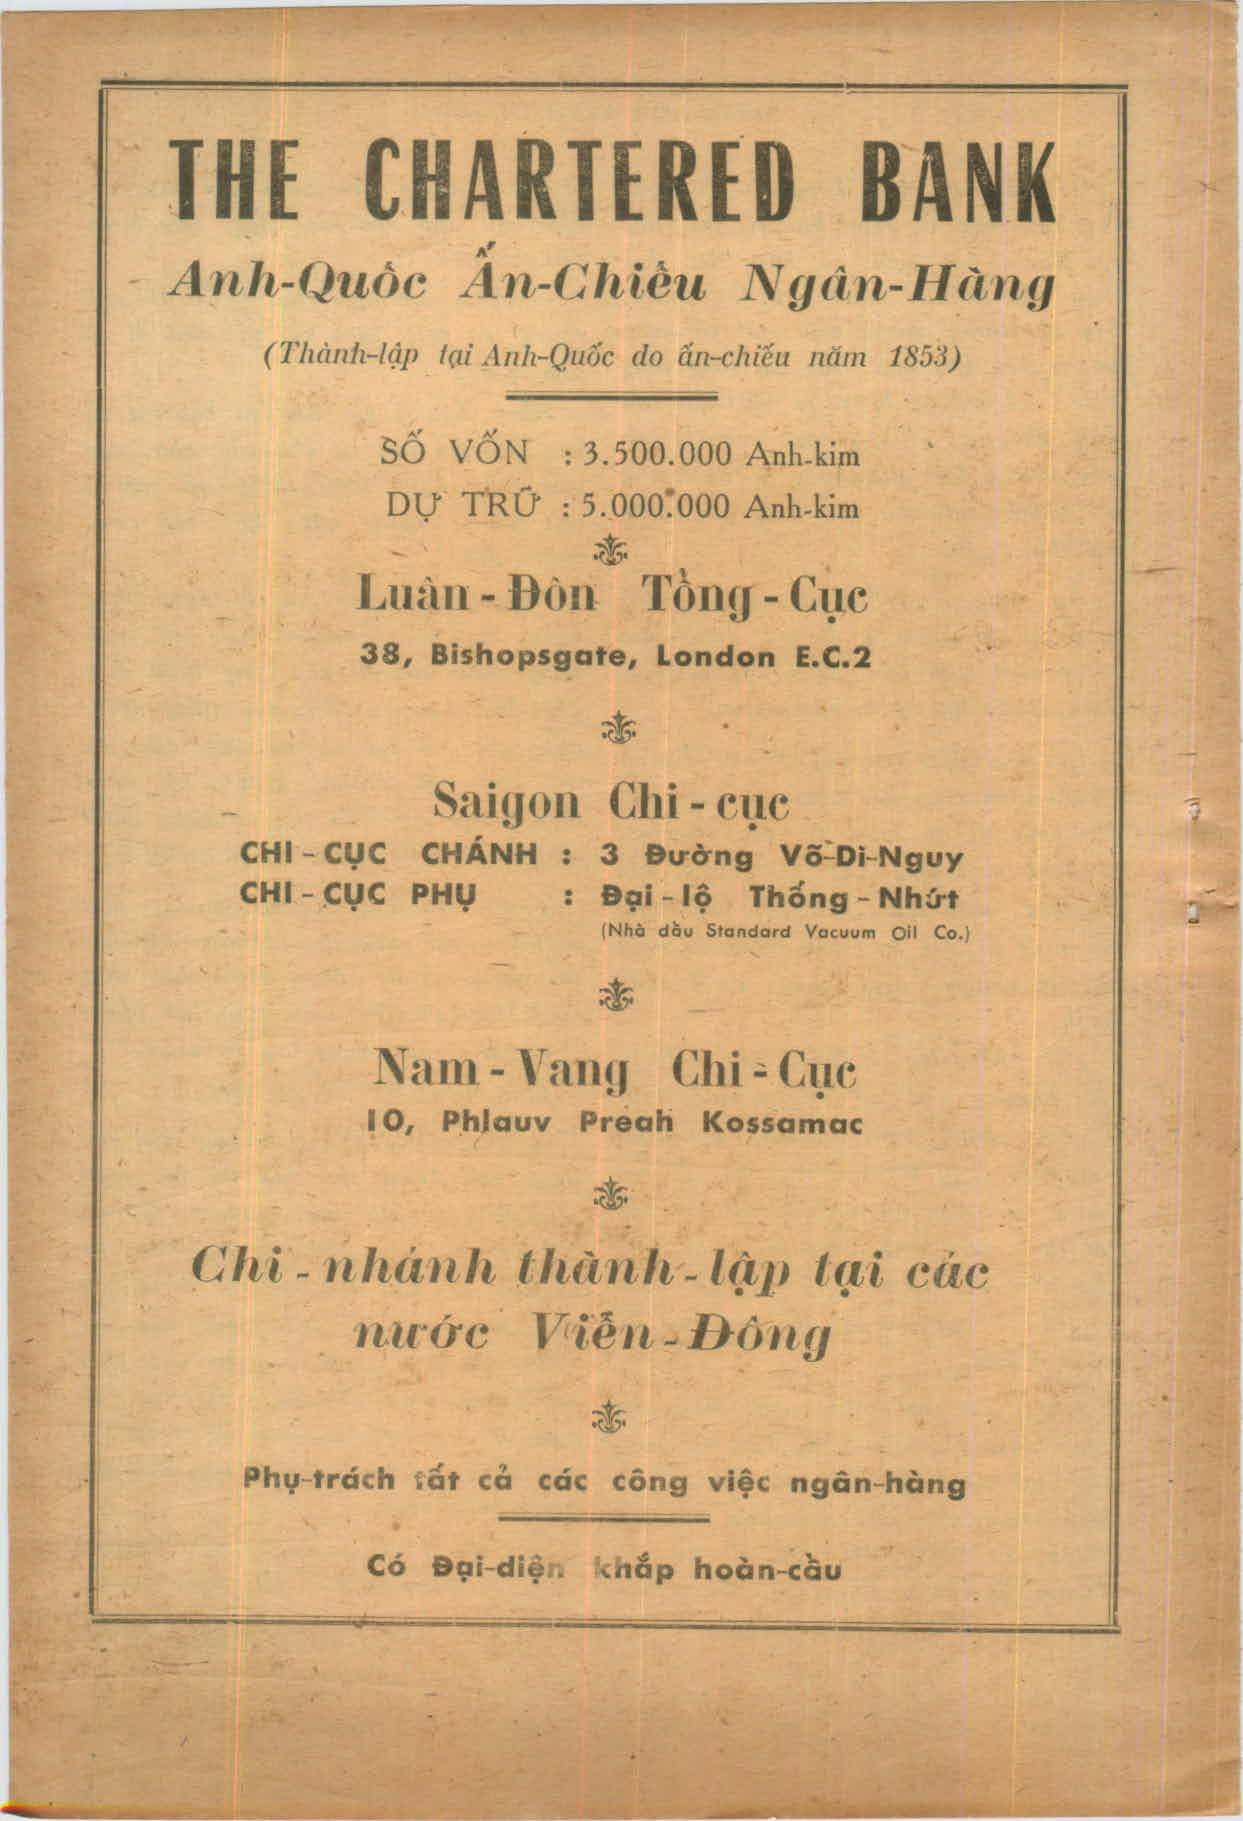 THE CHARTERED BANK
Anh-Quốc Ấn-Chiếu Ngân-Hàng
(Thành-lập tại Anh-Quốc do ấn-chiếu năm 1853)
SỐ VỐN : 3.500.000 Anh-kim
DỰ TRỮ : 5.000.000 Anh-kim
Luân - Đôn Tổng - Cục
38, Bishopsgate, London E.C.2
Saigon Chi - cục
CHI - CỤC CHÁNH : 3 Đường Võ-Di-Nguy
CHI - CỤC PHỤ : Đại - lộ Thống - Nhứt
(Nhà dầu Standard Vacuum Oil Co.)
Nam - Vang Chi - Cục
10, Phlauv Preah Kossamac
Chi - nhánh thành - lập tại các
nước Viễn - Đông
Phụ-trách tất cả các công việc ngân-hàng
Có Đại-diện khắp hoàn-cầu